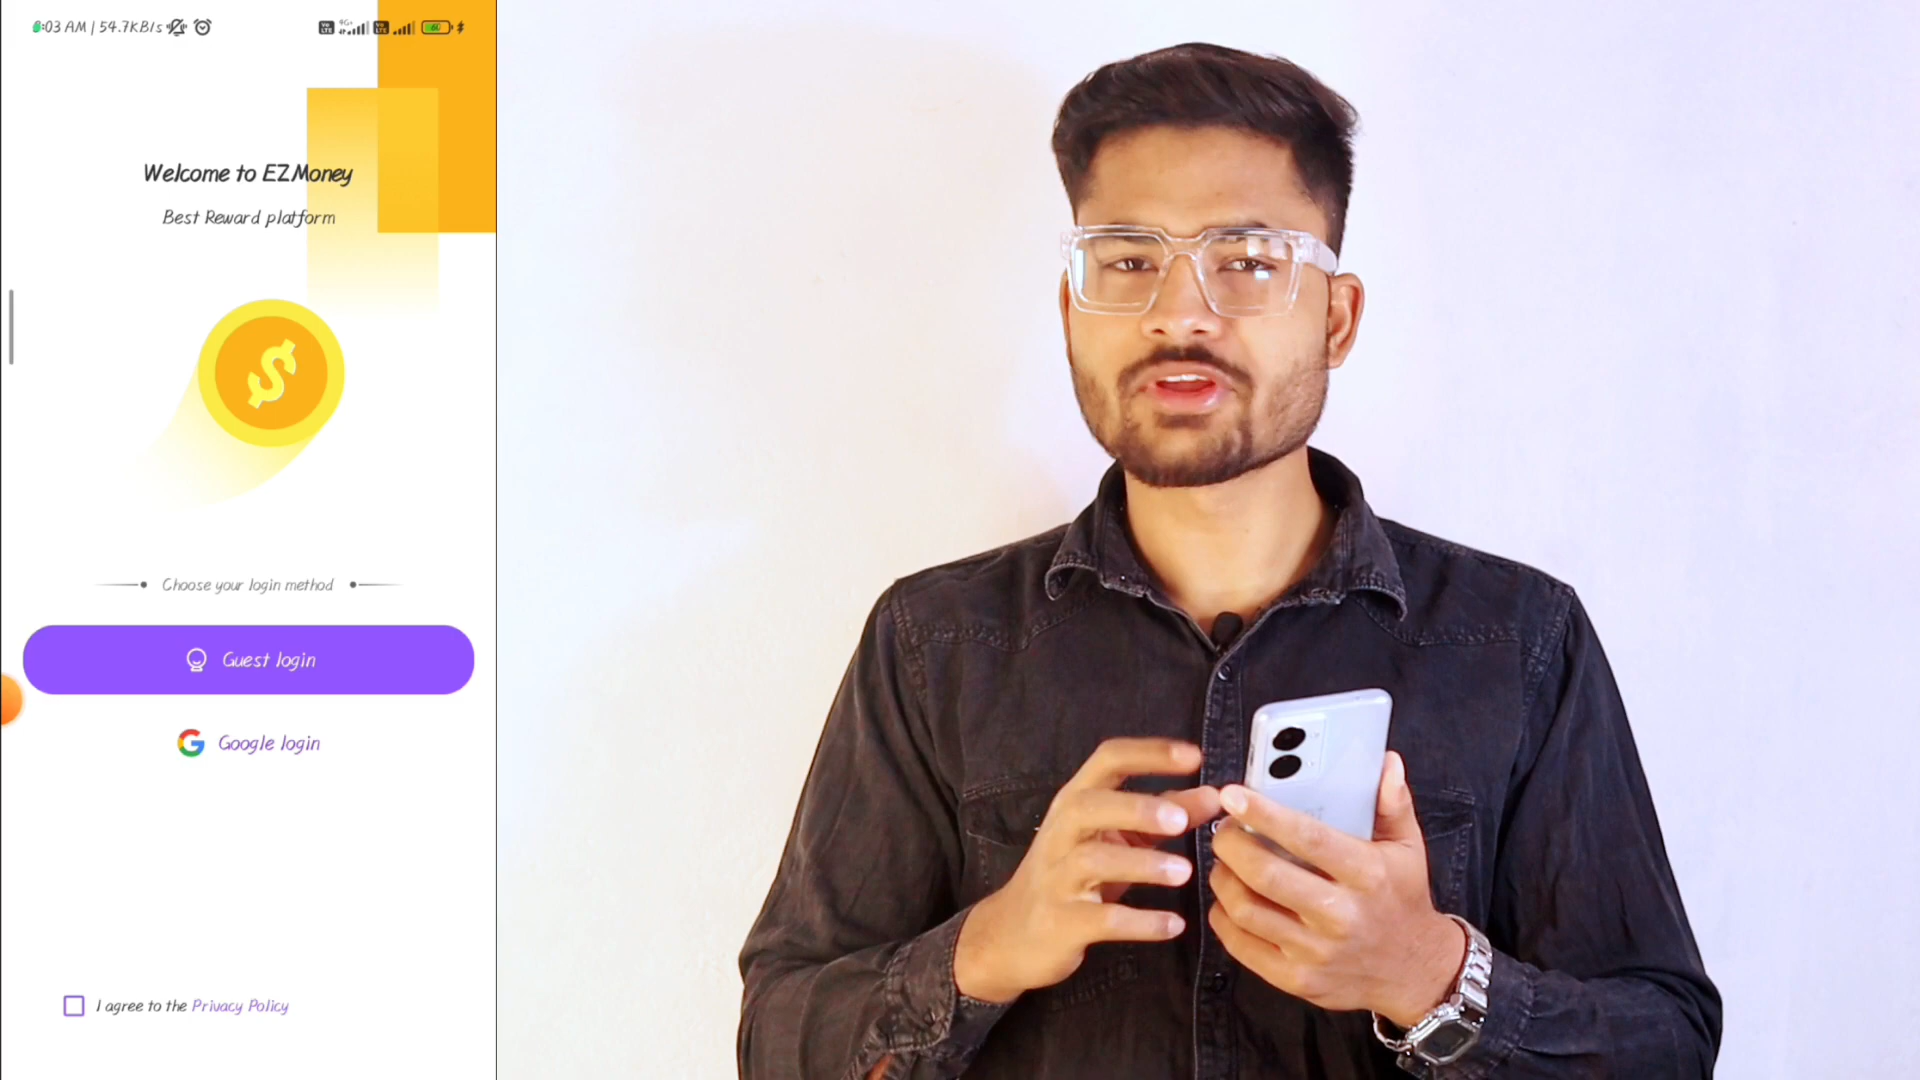 8:03 AM | 54.7KB/s
Welcome to EZMoney
Best Reward platform
Choose your login method
Guest login
Google login
I agree to the Privacy Policy